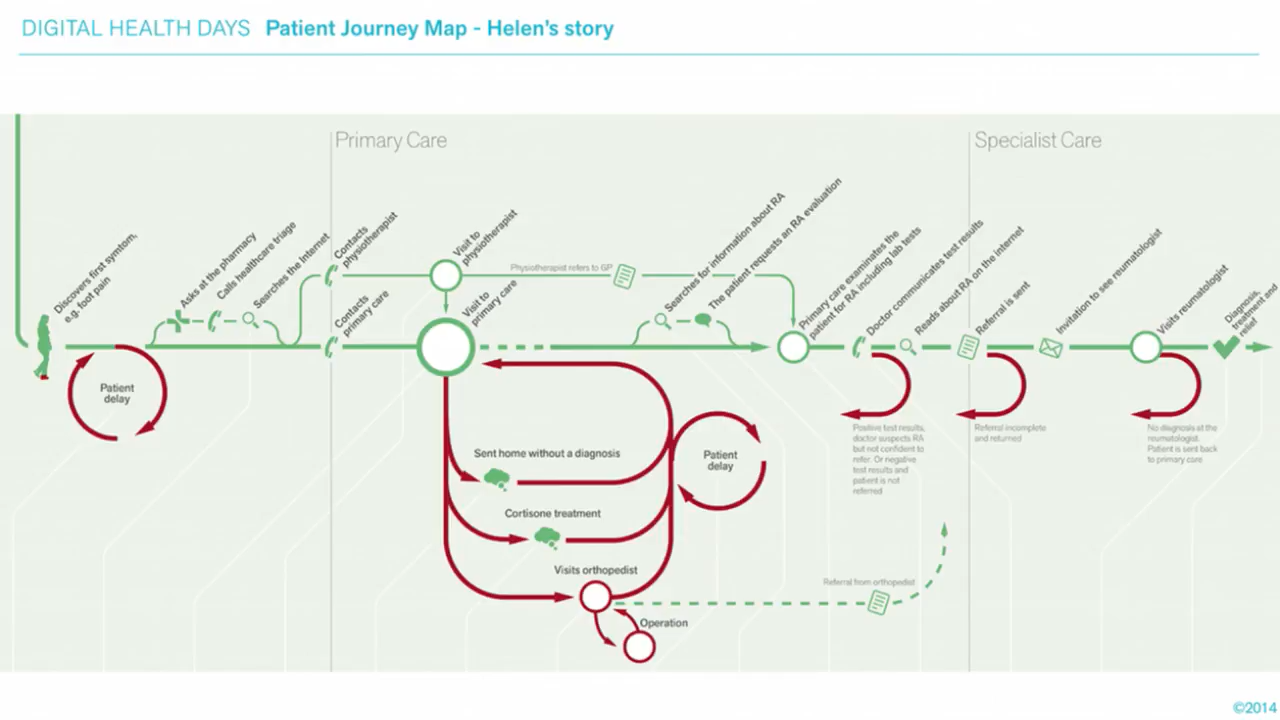 DIGITAL HEALTH DAYS Patient Journey Map - Helen's story
Primary Care
Specialist Care
Discovers first symtom,
e.g. foot pain
Asks at the pharmacy
Calls healthcare triage
Searches the Internet
Contacts
physiotherapist
Contacts
primary care
Visit to
physiotherapist
Visit to
primary care
Physiotherapist refers to GP
Searches for information about RA
The patient requests an RA evaluation
Primary care examinates the
patient for RA including lab tests
Doctor communicates test results
Reads about RA on the internet
Referral is sent
Invitation to see reumatologist
Visits reumatologist
Diagnosis,
treatment and
relief
Patient
delay
Sent home without a diagnosis
Cortisone treatment
Visits orthopedist
Operation
Patient
delay
Positive test results,
doctor suspects RA
but not confident to
refer. Or negative
test results and
patient is not
referred
Referral incomplete
and returned
No diagnosis at the
reumatologist.
Patient is sent back
to primary care
Referral from orthopedist
©2014